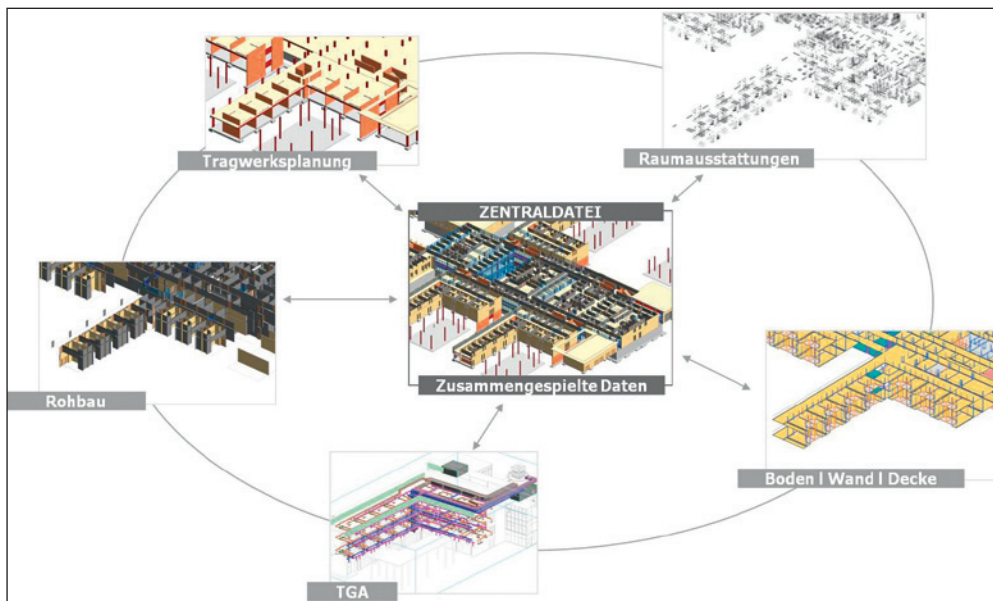 Tragwerksplanung
Raumausstattungen
ZENTRALDATEI
Zusammengespielte Daten
Rohbau
Boden | Wand | Decke
TGA